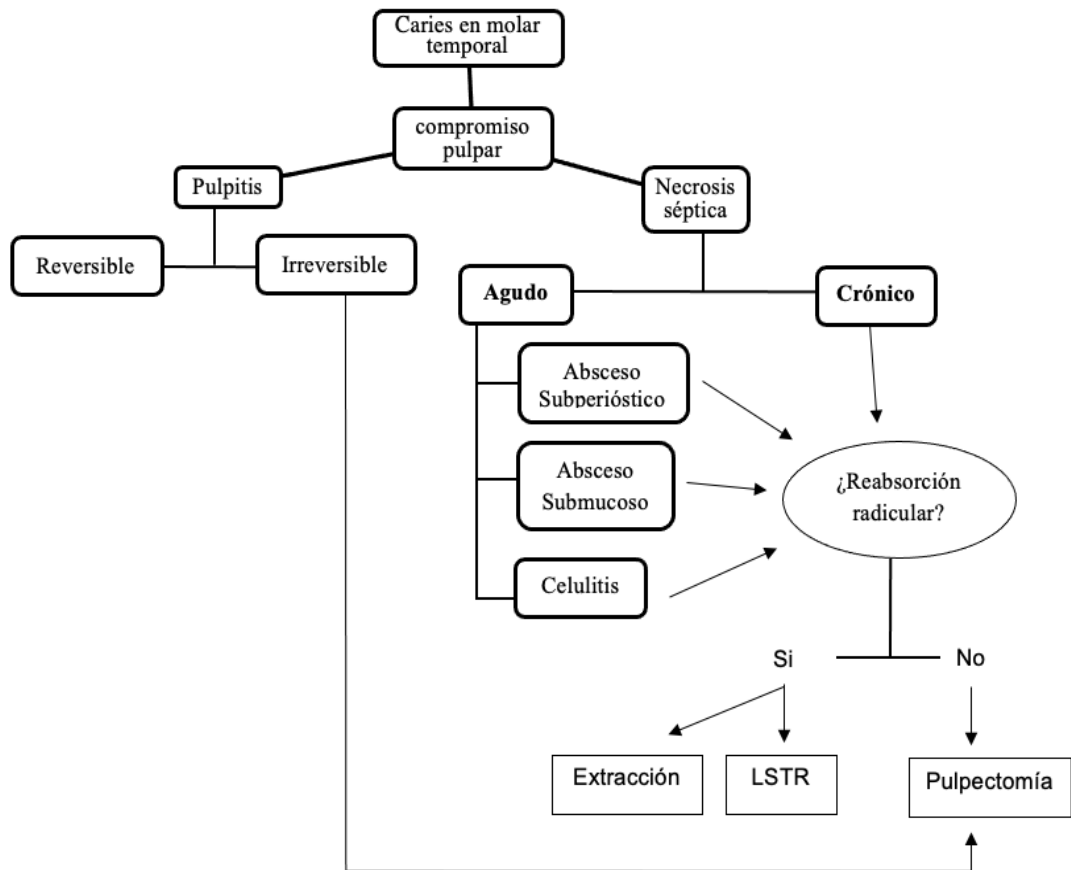 Caries en molar
temporal
compromiso
pulpar
Pulpitis
Necrosis
séptica
Reversible
Irreversible
Agudo
Crónico
Absceso
Subperióstico
Absceso
Submucoso
Celulitis
¿Reabsorción
radicular?
Si
No
Extracción
LSTR
Pulpectomía